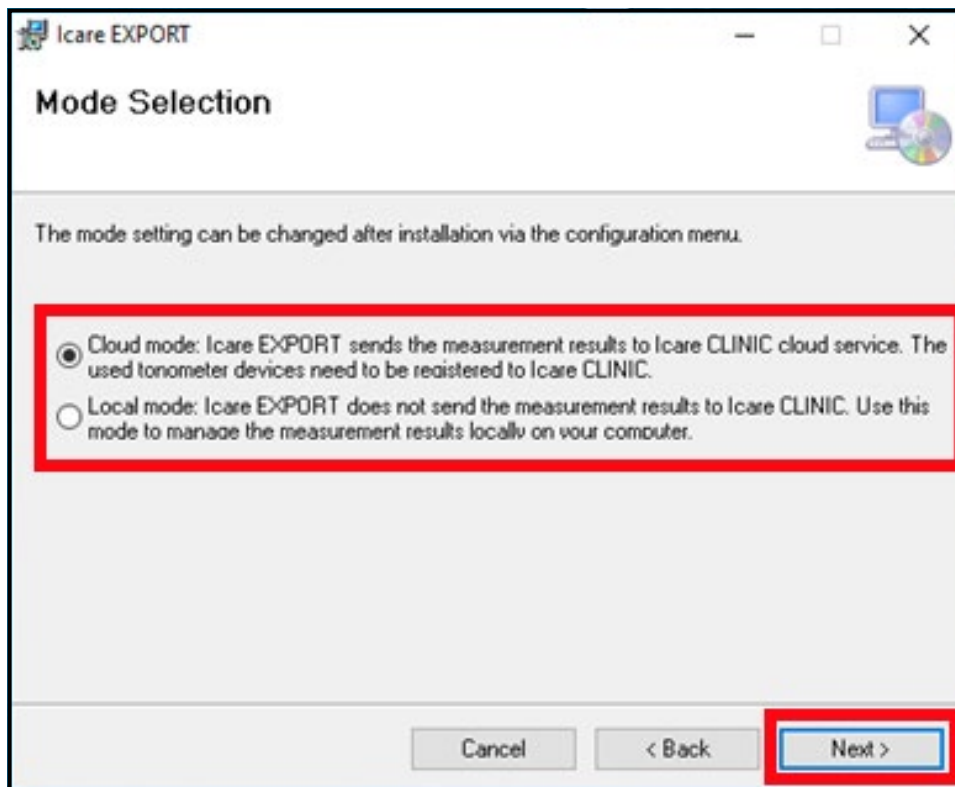 Icare EXPORT
Mode Selection
The mode setting can be changed after installation via the configuration menu.
Cloud mode: Icare EXPORT sends the measurement results to Icare CLINIC cloud service. The
used tonometer devices need to be registered to Icare CLINIC.
Local mode: Icare EXPORT does not send the measurement results to Icare CLINIC. Use this
mode to manage the measurement results locally on your computer.
Cancel
< Back
Next >